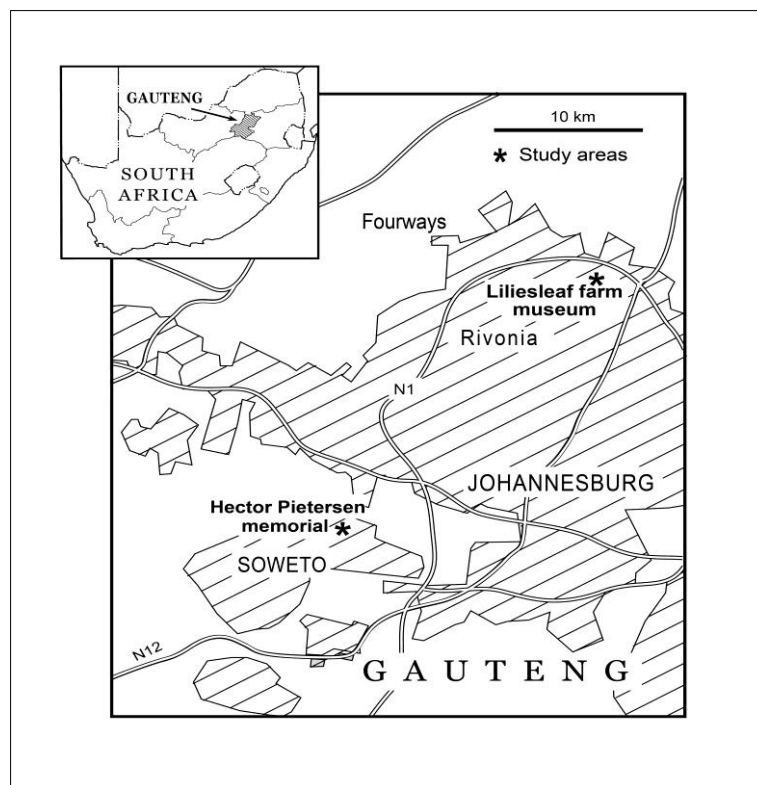 GAUTENG
SOUTH
AFRICA
10 km
* Study areas
Fourways
Liliesleaf farm
museum
Rivonia
N1
JOHANNESBURG
Hector Pietersen
memorial
SOWETO
N12
GAUTENG